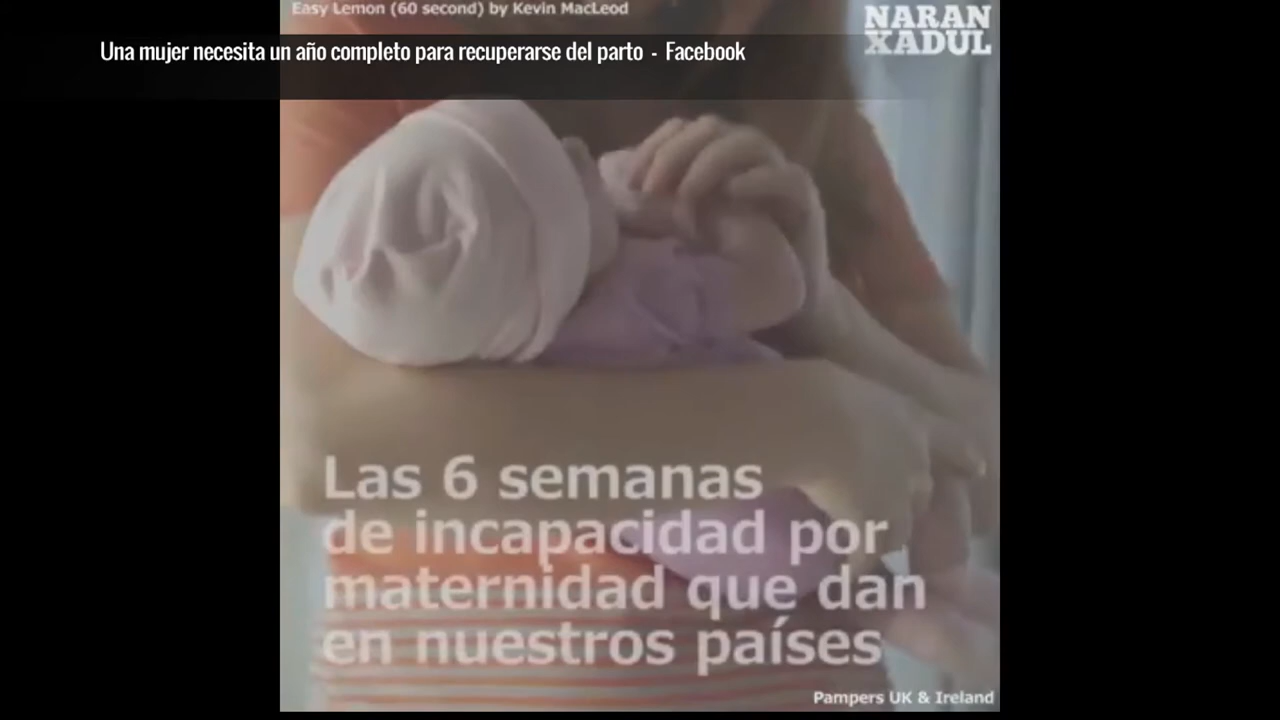 Easy Lemon (60 second) by Kevin MacLeod
NARAN
XADUL
Una mujer necesita un año completo para recuperarse del parto - Facebook
Las 6 semanas
de incapacidad por
maternidad que dan
en nuestros países
Pampers UK & Ireland